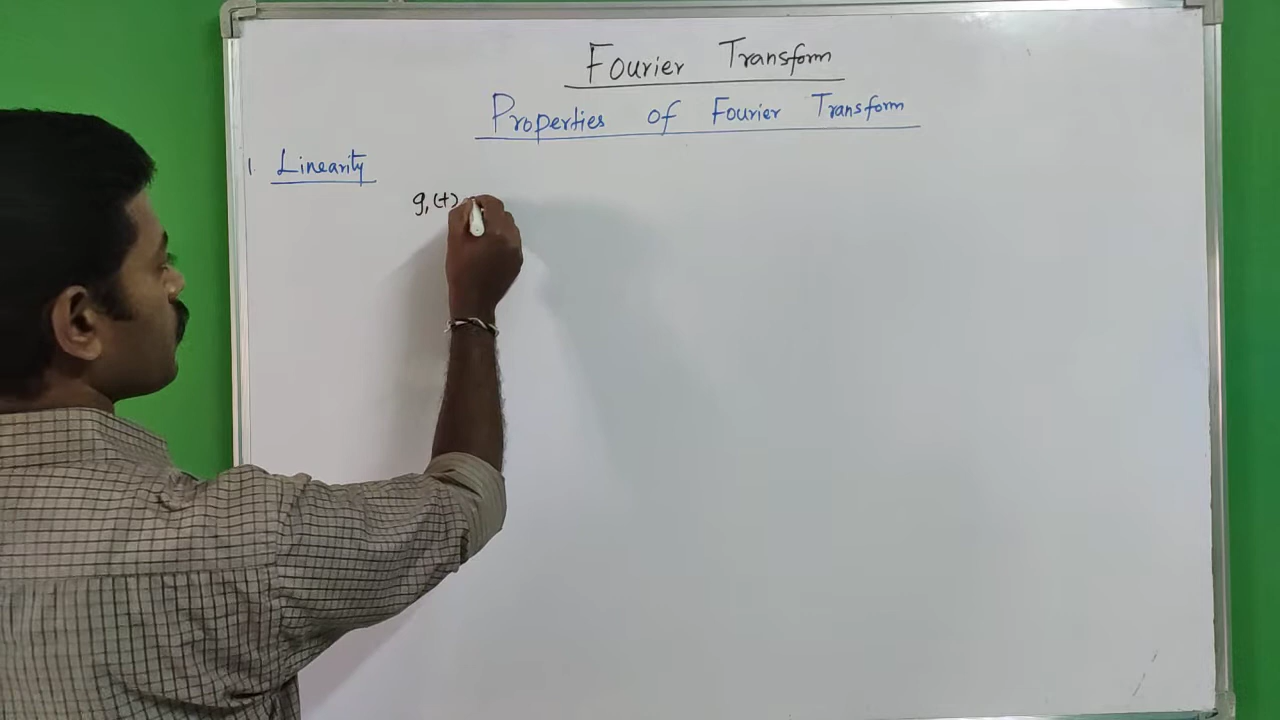 Fourier Transform
Properties of Fourier Transform
1. Linearity
g₁(t)